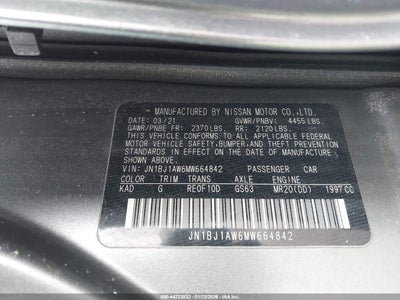 MANUFACTURED BY NISSAN MOTOR CO., LTD.
DATE: 03/21 GVWR/PNBV: 4455 LBS.
GAWR/PNBE FR: 2370 LBS. RR: 2120 LBS.
THIS VEHICLE CONFORMS TO ALL APPLICABLE FEDERAL
MOTOR VEHICLE SAFETY, BUMPER, AND THEFT
PREVENTION STANDARDS IN EFFECT ON THE DATE OF
MANUFACTURE SHOWN ABOVE.
VIN: JN1BJ1AW6MW664842 PASSENGER CAR
COLOR TRIM TRANS AXLE ENGINE
KAD G RE0F10D GS63 MR20(DD) 1997 CC
JN1BJ1AW6MW664842